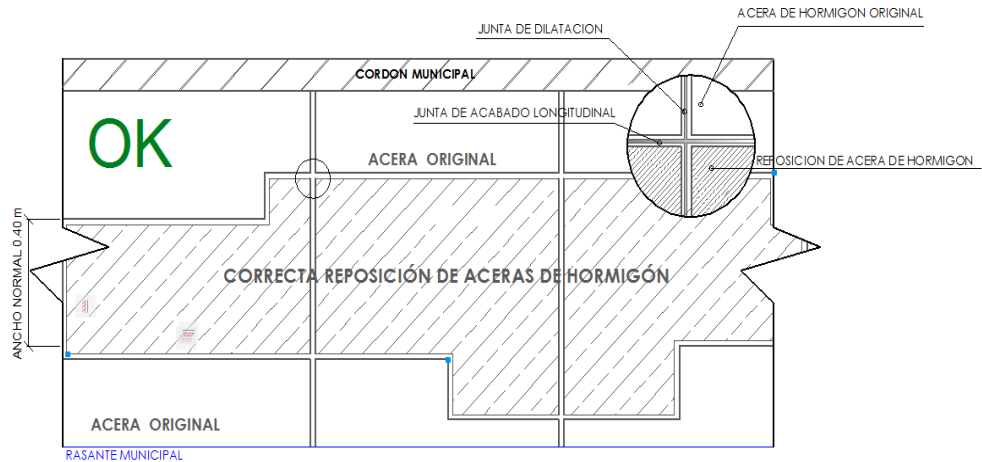 ACERA DE HORMIGON ORIGINAL
JUNTA DE DILATACION
CORDON MUNICIPAL
JUNTA DE ACABADO LONGITUDINAL
OK
ACERA ORIGINAL
REPOSICION DE ACERA DE HORMIGON
ANCHO NORMAL 0.40 m
CORRECTA REPOSICIÓN DE ACERAS DE HORMIGÓN
ACERA ORIGINAL
RASANTE MUNICIPAL